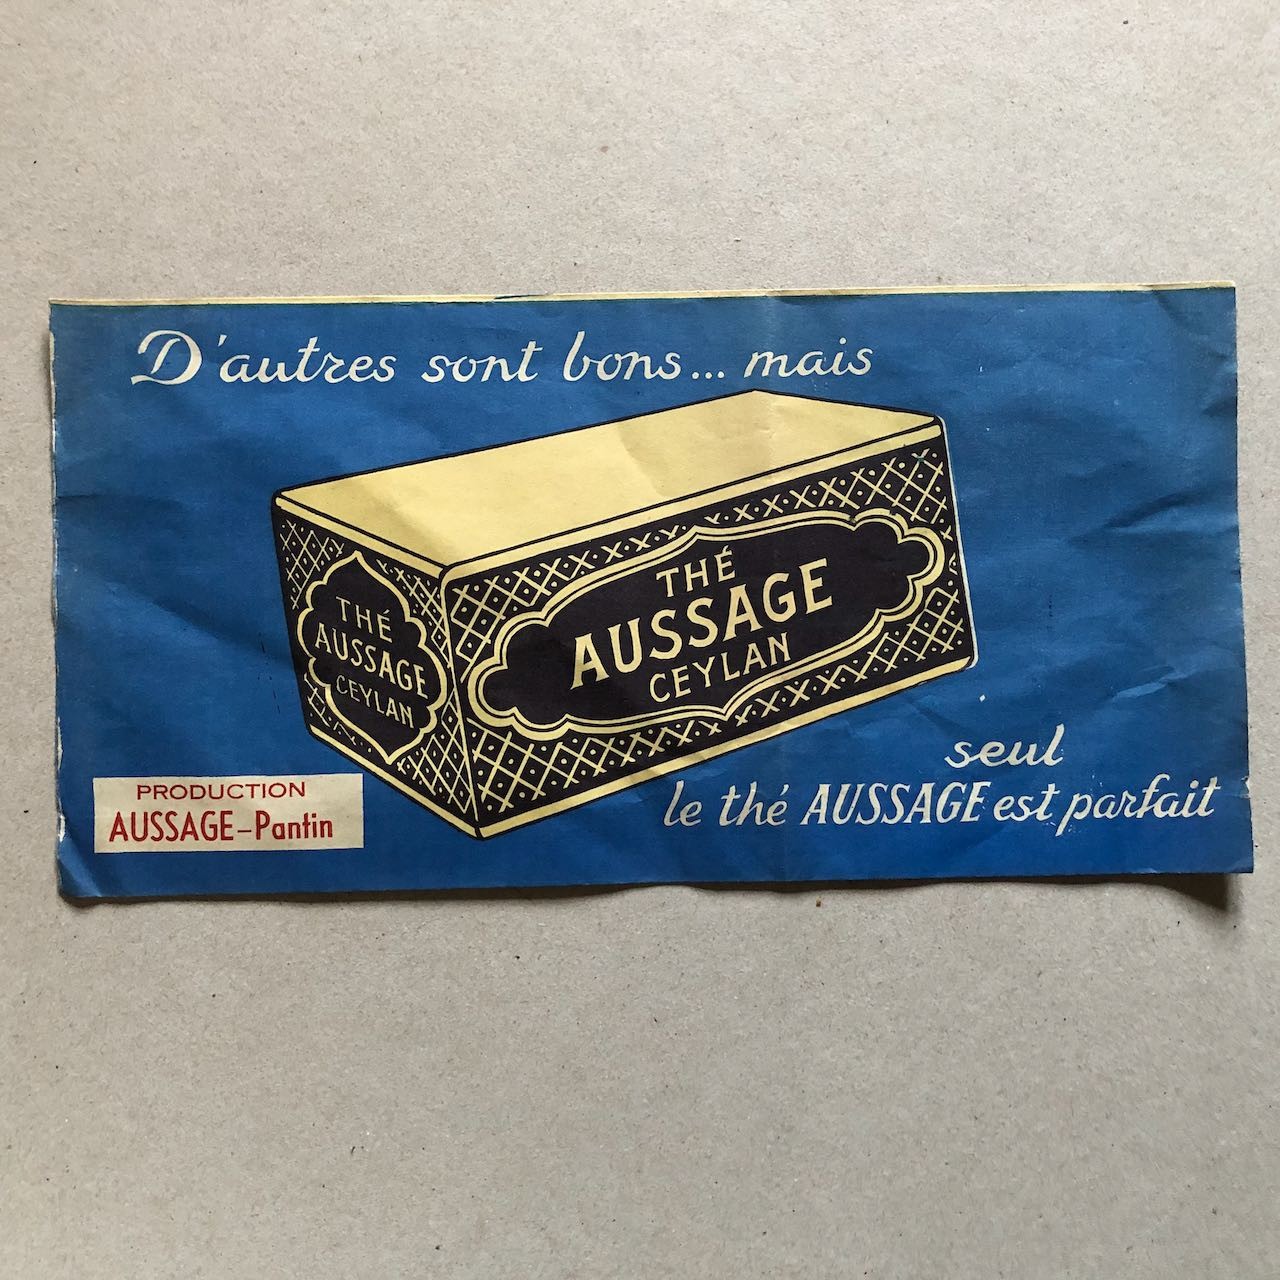 D'autres sont bons... mais
THÉ
AUSSAGE
CEYLAN
THÉ
AUSSAGE
CEYLAN
seul
le thé AUSSAGE est parfait
PRODUCTION
AUSSAGE-Pantin